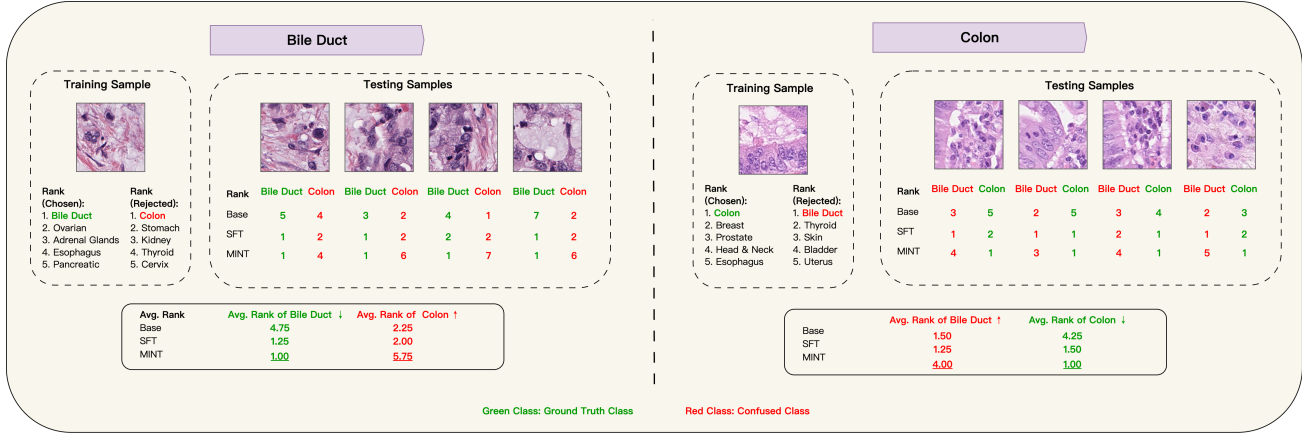 Bile Duct
Training Sample
Rank (Chosen):
1. Bile Duct
2. Ovarian
3. Adrenal Glands
4. Esophagus
5. Pancreatic
Rank (Rejected):
1. Colon
2. Stomach
3. Kidney
4. Thyroid
5. Cervix
Testing Samples
Rank Bile Duct Colon Bile Duct Colon Bile Duct Colon Bile Duct Colon
Base 5 4 3 2 4 1 7 2
SFT 1 2 1 2 2 2 1 2
MINT 1 4 1 6 1 7 1 6
Avg. Rank Avg. Rank of Bile Duct ↓ Avg. Rank of Colon ↑
Base 4.75 2.25
SFT 1.25 2.00
MINT 1.00 5.75
Colon
Training Sample
Rank (Chosen):
1. Colon
2. Breast
3. Prostate
4. Head & Neck
5. Esophagus
Rank (Rejected):
1. Bile Duct
2. Thyroid
3. Skin
4. Bladder
5. Uterus
Testing Samples
Rank Bile Duct Colon Bile Duct Colon Bile Duct Colon Bile Duct Colon
Base 3 5 2 5 3 4 2 3
SFT 1 2 1 1 2 1 1 2
MINT 4 1 3 1 4 1 5 1
Avg. Rank of Bile Duct ↑ Avg. Rank of Colon ↓
Base 1.50 4.25
SFT 1.25 1.50
MINT 4.00 1.00
Green Class: Ground Truth Class
Red Class: Confused Class